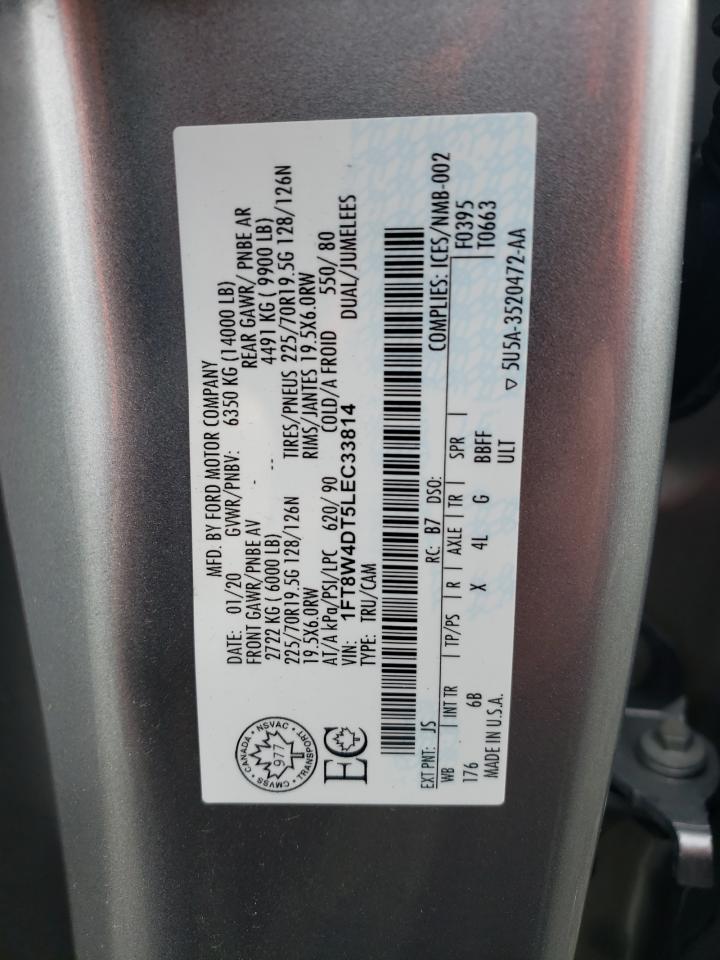 MFD. BY FORD MOTOR COMPANY
DATE: 01/20 GVWR/PNBV: 6350 KG (14000 LB)
FRONT GAWR/PNBE AV REAR GAWR/ PNBE AR
2722 KG ( 6000 LB) 4491 KG ( 9900 LB)
225/70R19.5G 128/126N TIRES/PNEUS 225/70R19.5G 128/126N
19.5X6.0RW RIMS/JANTES 19.5X6.0RW
AT/A kPa/PSI/LPC 620/ 90 COLD/A FROID 550/ 80
VIN: 1FT8W4DT5LEC33814 DUAL/JUMELEES
TYPE: TRU/CAM
CANADA • NSVAC • TRANSPORT • CMVSS •
977
EC
EXT PNT: JS RC: B7 DSO: COMPLIES: ICES/NMB-002
WB INT TR TP/PS R AXLE TR SPR F0395
176 6B X 4L G BBFF T0663
MADE IN U.S.A. ULT
▽ 5U5A-3520472-AA